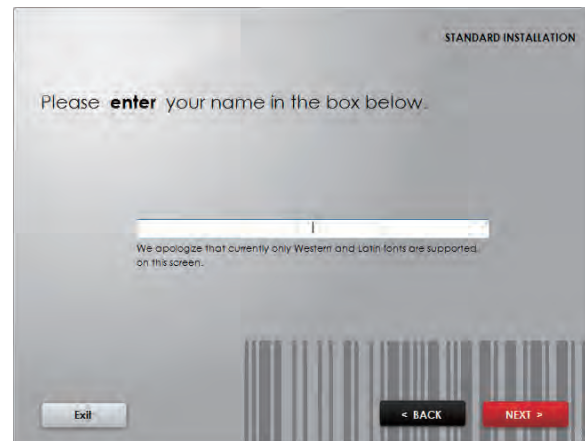 STANDARD INSTALLATION
Please enter your name in the box below.
We apologize that currently only Western and Latin fonts are supported
on this screen.
Exit
< BACK
NEXT >